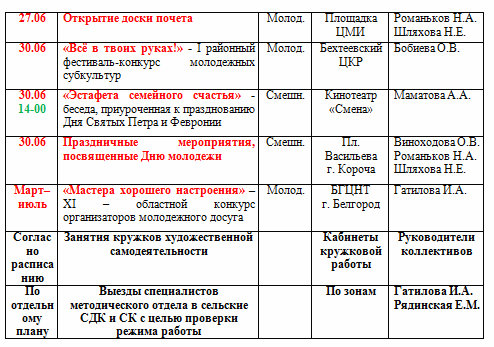 27.06 Открытие доски почета Молод. Площадка Романьков Н.А.
ЦМИ Шляхова Н.Е.
30.06 «Всё в твоих руках!» - I районный Молод. Бехтеевский Бобиева О.В.
фестиваль-конкурс молодежных ЦКР
субкультур
30.06 «Эстафета семейного счастья» - Смешн. Кинотеатр Маматова А.А.
14-00 беседа, приуроченная к празднованию «Смена»
Дня Святых Петра и Февронии
30.06 Праздничные мероприятия, Смешн. Пл. Виноходова О.В.
посвященные Дню молодежи Васильева Романьков Н.А.
г. Короча Шляхова Н.Е.
Март– «Мастера хорошего настроения» – Молод. БГЦНТ Гатилова И.А.
июль XI – областной конкурс г. Белгород
организаторов молодежного досуга
Соглас Занятия кружков художественной Кабинеты Руководители
но самодеятельности кружковой коллективов
расписа работы
нию
По Выезды специалистов По зонам Гатилова И.А.
отдельн методического отдела в сельские Рядинская Е.М.
ому СДК и СК с целью проверки
плану режима работы